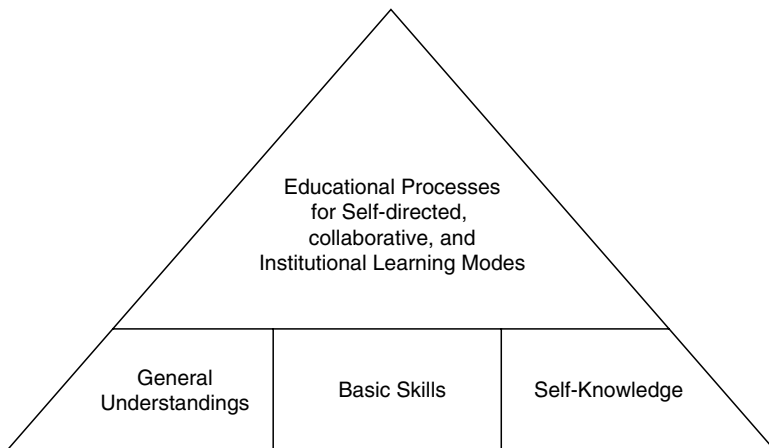 Educational Processes
for Self-directed,
collaborative, and
Institutional Learning Modes
General
Understandings
Basic Skills
Self-Knowledge